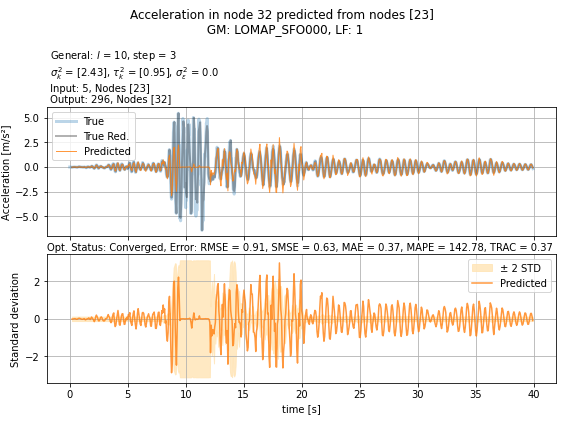 Acceleration in node 32 predicted from nodes [23]
GM: LOMAP_SFO000, LF: 1
General: l = 10, step = 3
σ²ₖ = [2.43], τ²ₖ = [0.95], σ²ε = 0.0
Input: 5, Nodes [23]
Output: 296, Nodes [32]
True
True Red.
Predicted
5.0
2.5
0.0
−2.5
−5.0
Acceleration [m/s²]
Opt. Status: Converged, Error: RMSE = 0.91, SMSE = 0.63, MAE = 0.37, MAPE = 142.78, TRAC = 0.37
± 2 STD
Predicted
2
0
−2
Standard deviation
0 5 10 15 20 25 30 35 40
time [s]